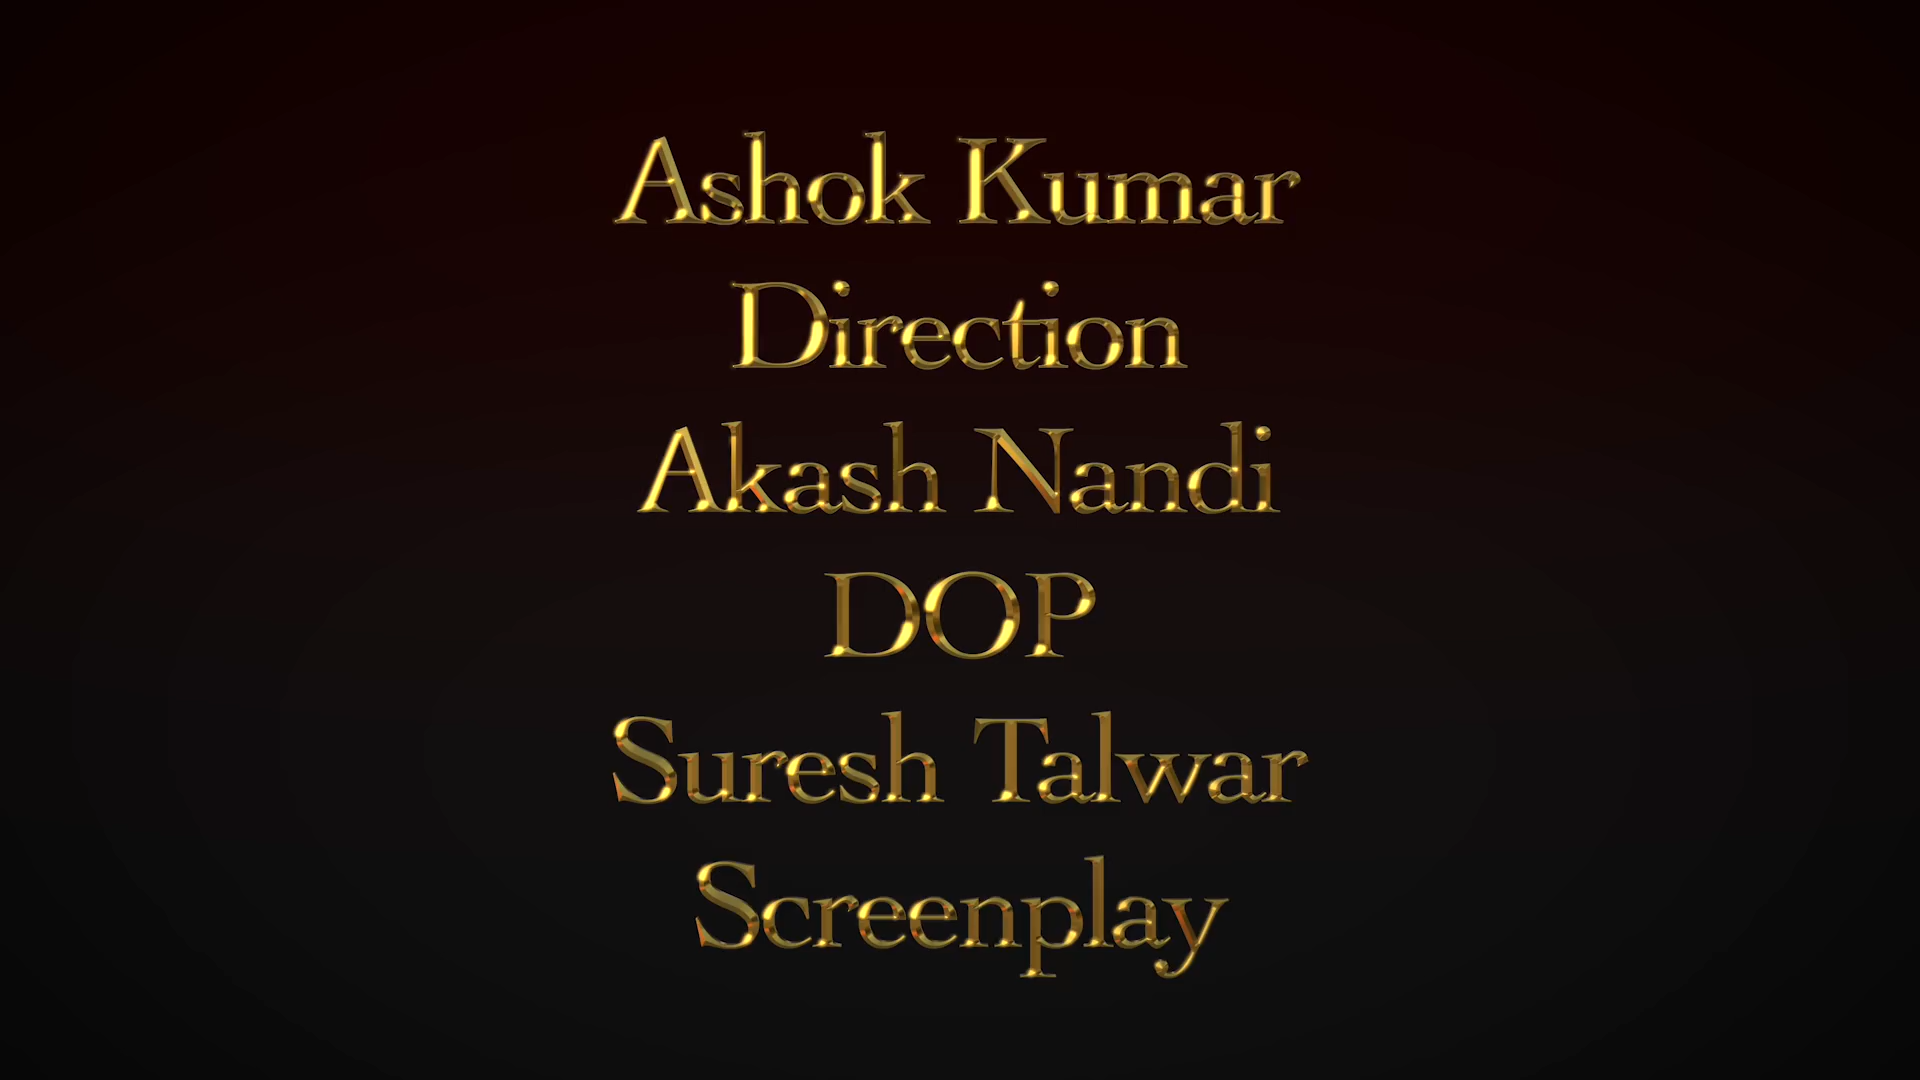 Ashok Kumar
Direction
Akash Nandi
DOP
Suresh Talwar
Screenplay